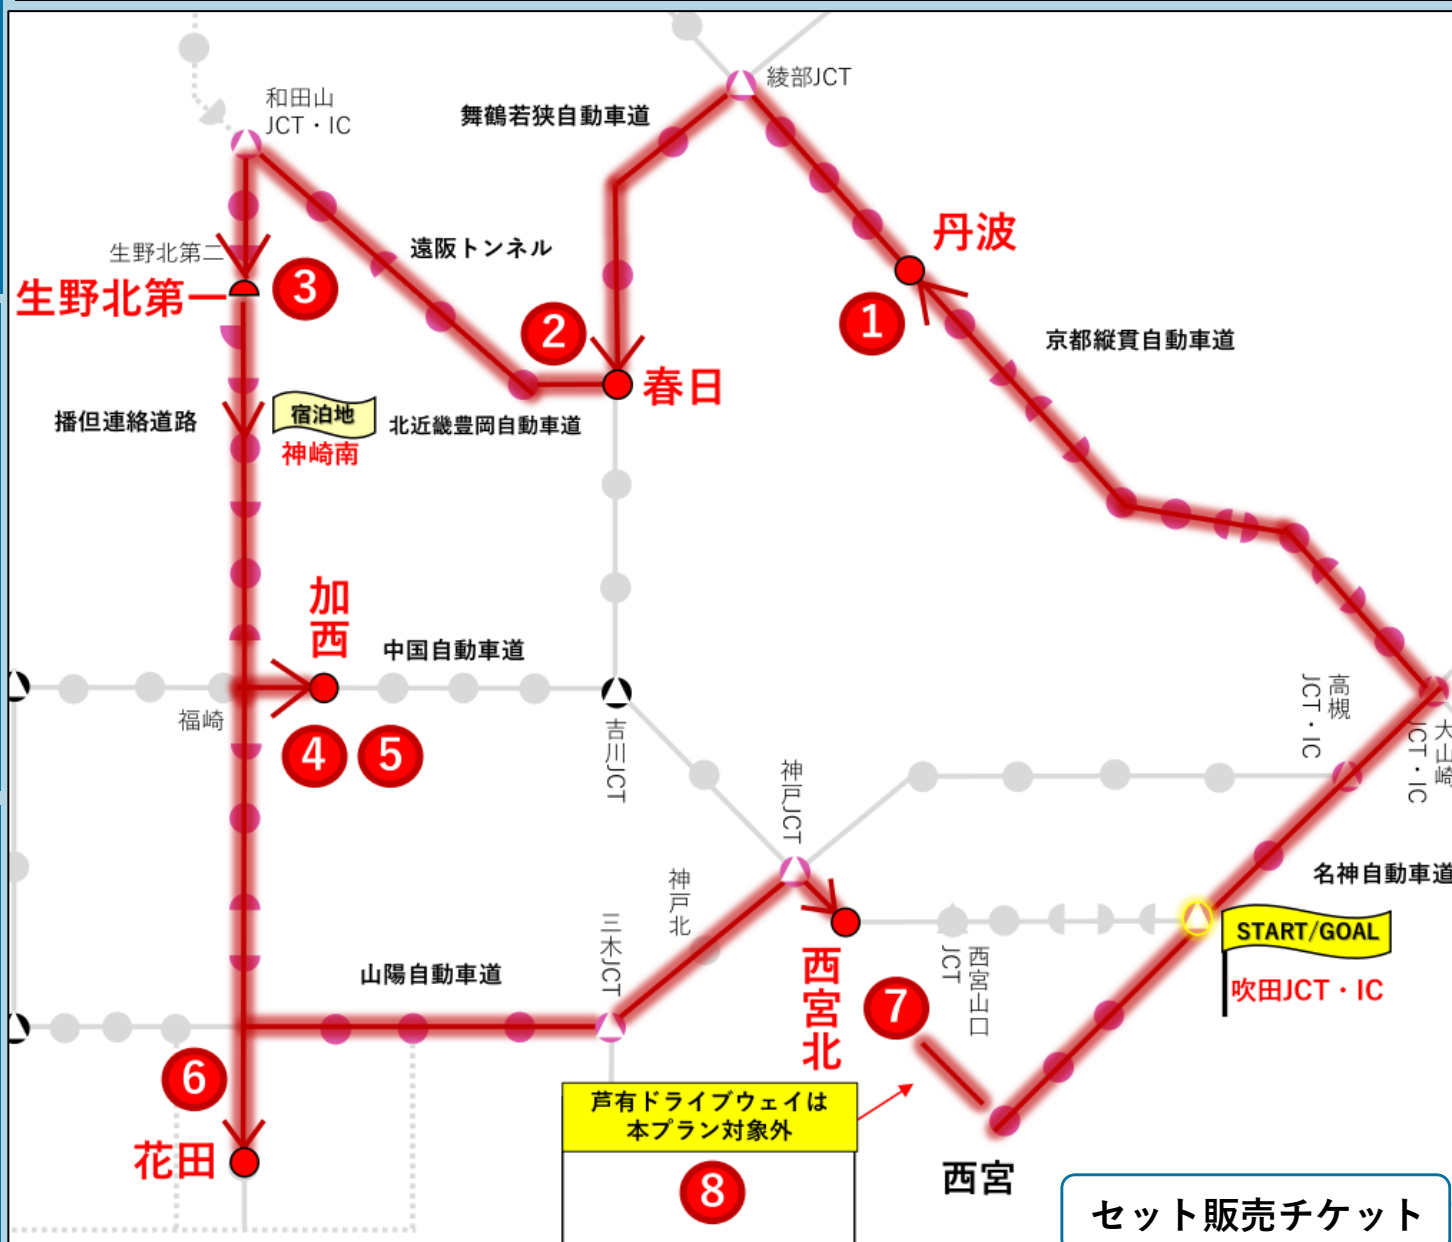 綾部JCT
和田山
JCT・IC
舞鶴若狭自動車道
丹波
生野北第二
遠阪トンネル
生野北第一
3
1
2
京都縦貫自動車道
春日
播但連絡道路
宿泊地
北近畿豊岡自動車道
神崎南
加西
中国自動車道
高槻
JCT・IC
福崎
大山崎
JCT・IC
4
5
吉川JCT
神戸JCT
神戸北
名神自動車道
三木JCT
START/GOAL
西宮山口
JCT
山陽自動車道
西宮北
7
吹田JCT・IC
6
芦有ドライブウェイは
本プラン対象外
花田
8
西宮
セット販売チケット